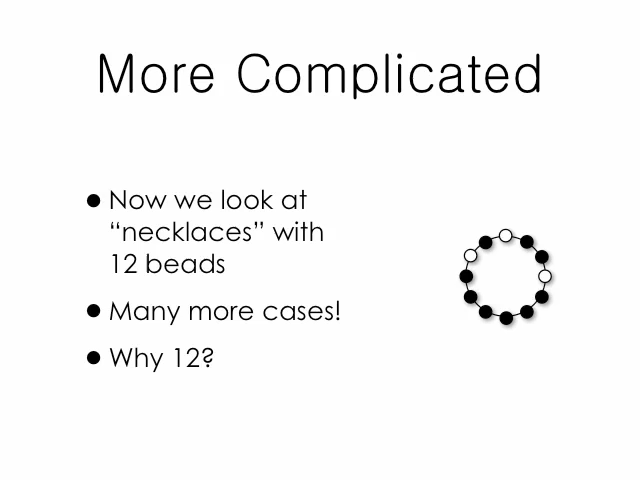 More Complicated
• Now we look at
“necklaces” with
12 beads
• Many more cases!
• Why 12?